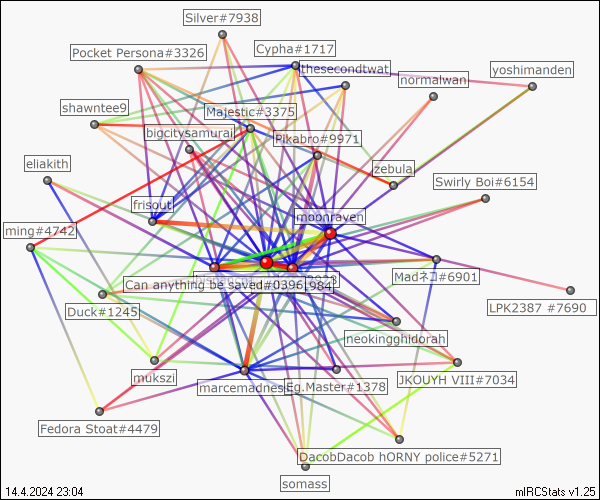 Silver#7938
Pocket Persona#3326
Cypha#1717
thesecondtwat
normalwan
yoshimanden
shawntee9
Majestic#3375
bigcitysamurai
Pikabro#9971
eliakith
zebula
Swirly Boi#6154
frisout
moonraven
ming#4742
Madネロ#6901
Can anything be saved#0396
1984
Duck#1245
LPK2387 #7690
neokingghidorah
mukszi
marcemadness
Eg.Master#1378
JKOUYH VIII#7034
Fedora Stoat#4479
DacobDacob hORNY police#5271
somass
14.4.2024 23:04
mIRCStats v1.25